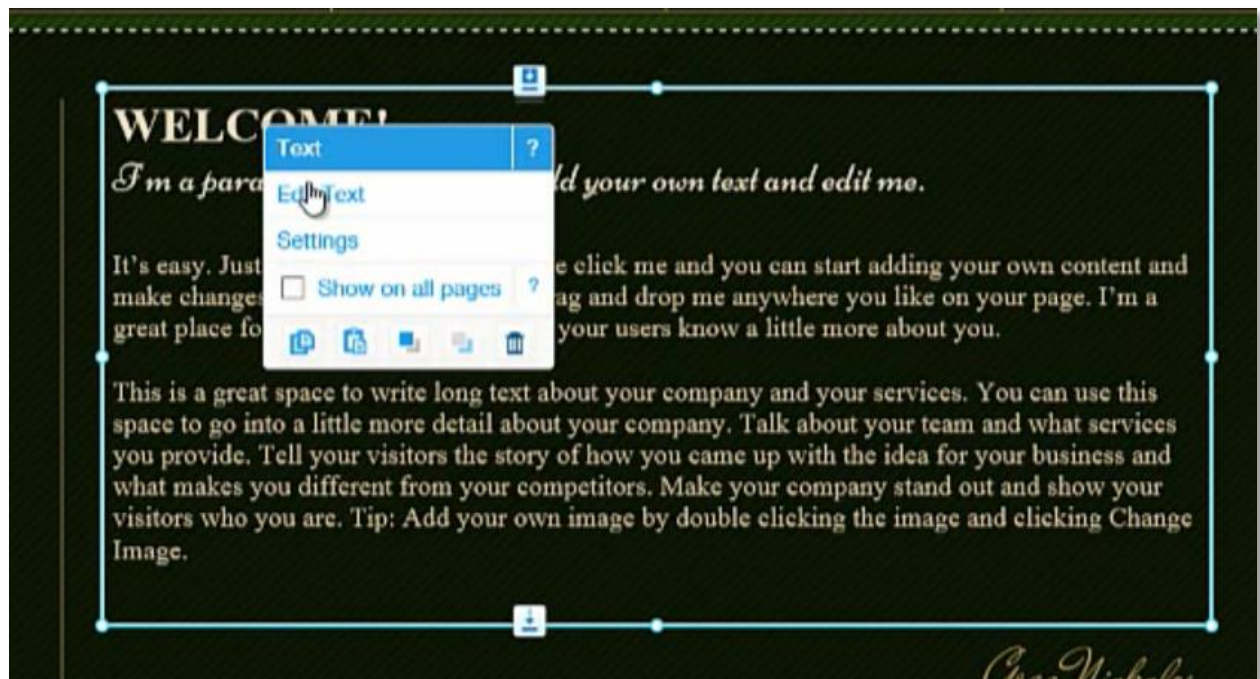 WELCOME!
Text ?
I'm a para ld your own text and edit me.
Edit Text
Settings
It's easy. Just e click me and you can start adding your own content and
Show on all pages ?
make changes ag and drop me anywhere you like on your page. I'm a
great place fo your users know a little more about you.
This is a great space to write long text about your company and your services. You can use this
space to go into a little more detail about your company. Talk about your team and what services
you provide. Tell your visitors the story of how you came up with the idea for your business and
what makes you different from your competitors. Make your company stand out and show your
visitors who you are. Tip: Add your own image by double clicking the image and clicking Change
Image.